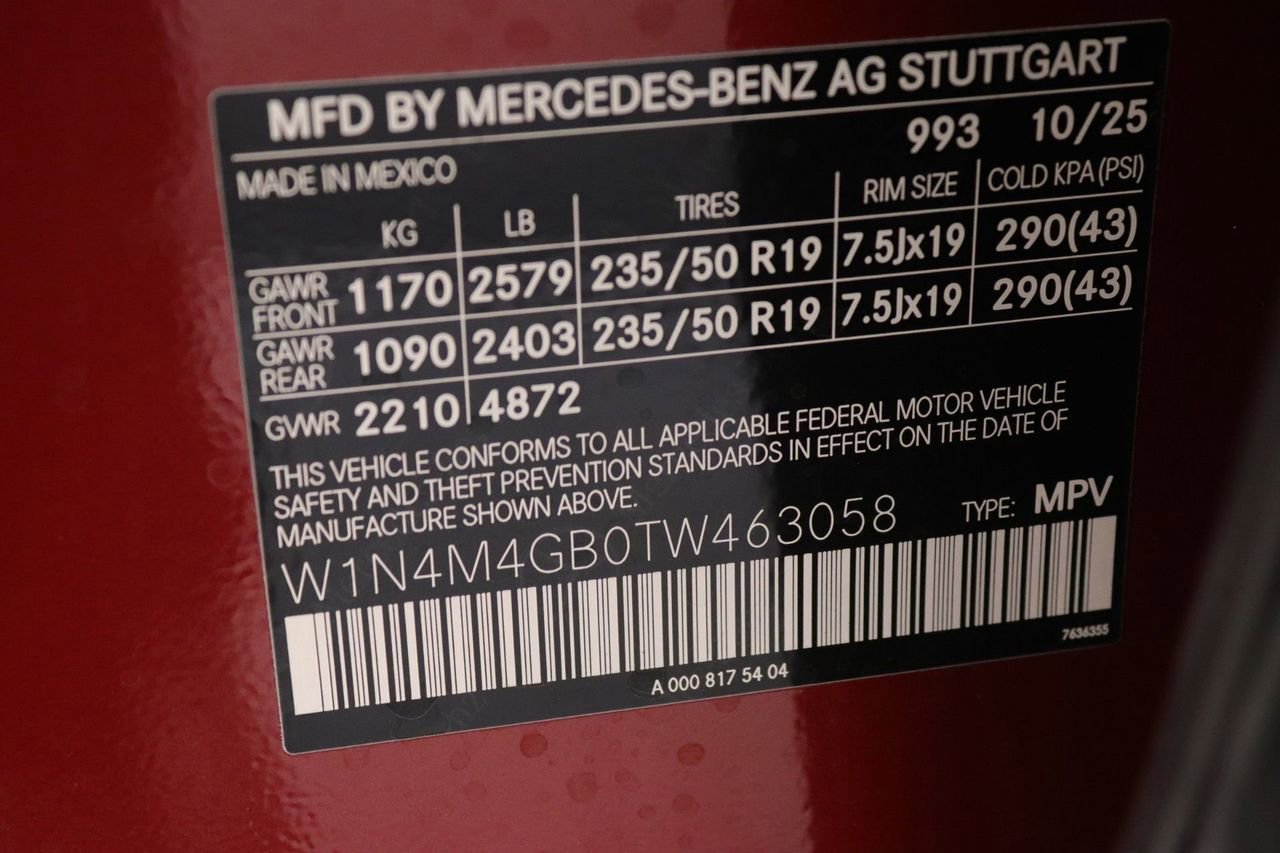 MFD BY MERCEDES-BENZ AG STUTTGART
MADE IN MEXICO 993 10/25
KG LB TIRES RIM SIZE COLD KPA (PSI)
GAWR FRONT 1170 2579 235/50 R19 7.5Jx19 290(43)
GAWR REAR 1090 2403 235/50 R19 7.5Jx19 290(43)
GVWR 2210 4872
THIS VEHICLE CONFORMS TO ALL APPLICABLE FEDERAL MOTOR VEHICLE
SAFETY AND THEFT PREVENTION STANDARDS IN EFFECT ON THE DATE OF
MANUFACTURE SHOWN ABOVE.
W1N4M4GB0TW463058 TYPE: MPV
A 000 817 54 04 7636355